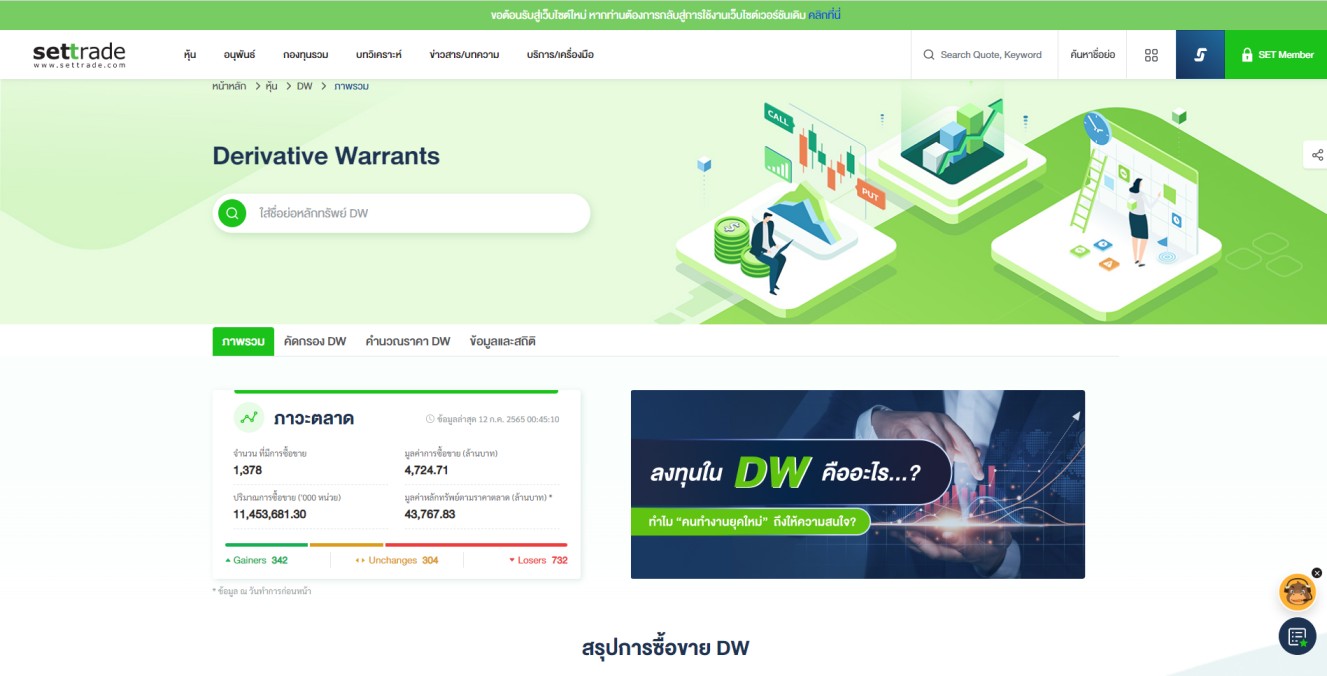 ขอต้อนรับสู่เว็บไซต์ใหม่ หากท่านต้องการกลับสู่การใช้งานเว็บไซต์เวอร์ชันเดิม คลิกที่นี่
settrade
www.settrade.com
หุ้น อนุพันธ์ กองทุนรวม บทวิเคราะห์ ข่าวสาร/บทความ บริการ/เครื่องมือ
Search Quote, Keyword
ค้นหาชื่อย่อ
SET Member
หน้าหลัก > หุ้น > DW > ภาพรวม
Derivative Warrants
ใส่ชื่อย่อหลักทรัพย์ DW
CALL
PUT
ภาพรวม คัดกรอง DW คำนวณราคา DW ข้อมูลและสถิติ
ภาวะตลาด
ข้อมูลล่าสุด 12 ก.ค. 2565 00:45:10
จำนวน ที่มีการซื้อขาย
1,378
มูลค่าการซื้อขาย (ล้านบาท)
4,724.71
ปริมาณการซื้อขาย ('000 หน่วย)
11,453,681.30
มูลค่าหลักทรัพย์ตามราคาตลาด (ล้านบาท) *
43,767.83
Gainers 342
Unchanges 304
Losers 732
* ข้อมูล ณ วันทำการก่อนหน้า
ลงทุนใน DW คืออะไร...?
ทำไม “คนทำงานยุคใหม่” ถึงให้ความสนใจ?
สรุปการซื้อขาย DW